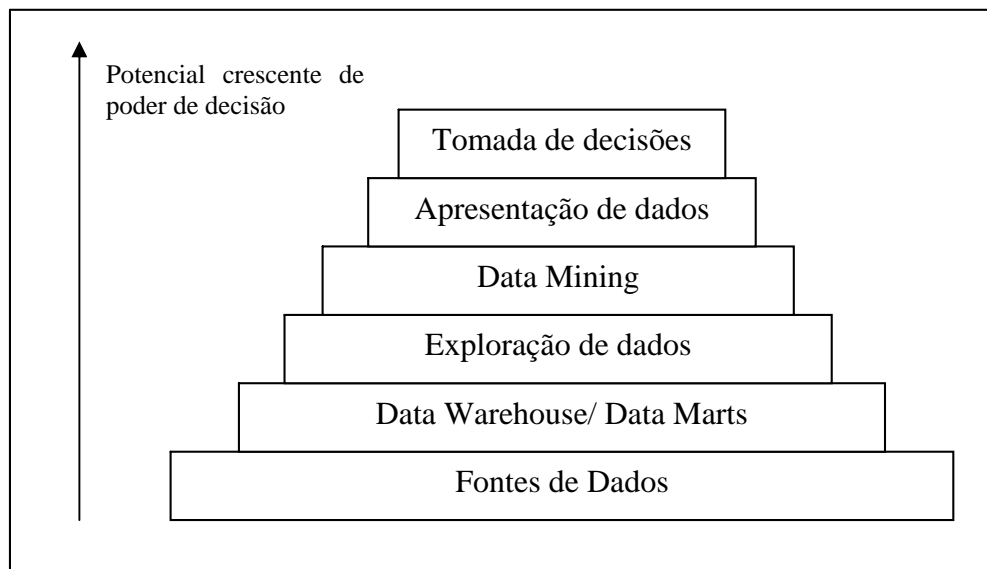 Potencial crescente de
poder de decisão
Tomada de decisões
Apresentação de dados
Data Mining
Exploração de dados
Data Warehouse/ Data Marts
Fontes de Dados